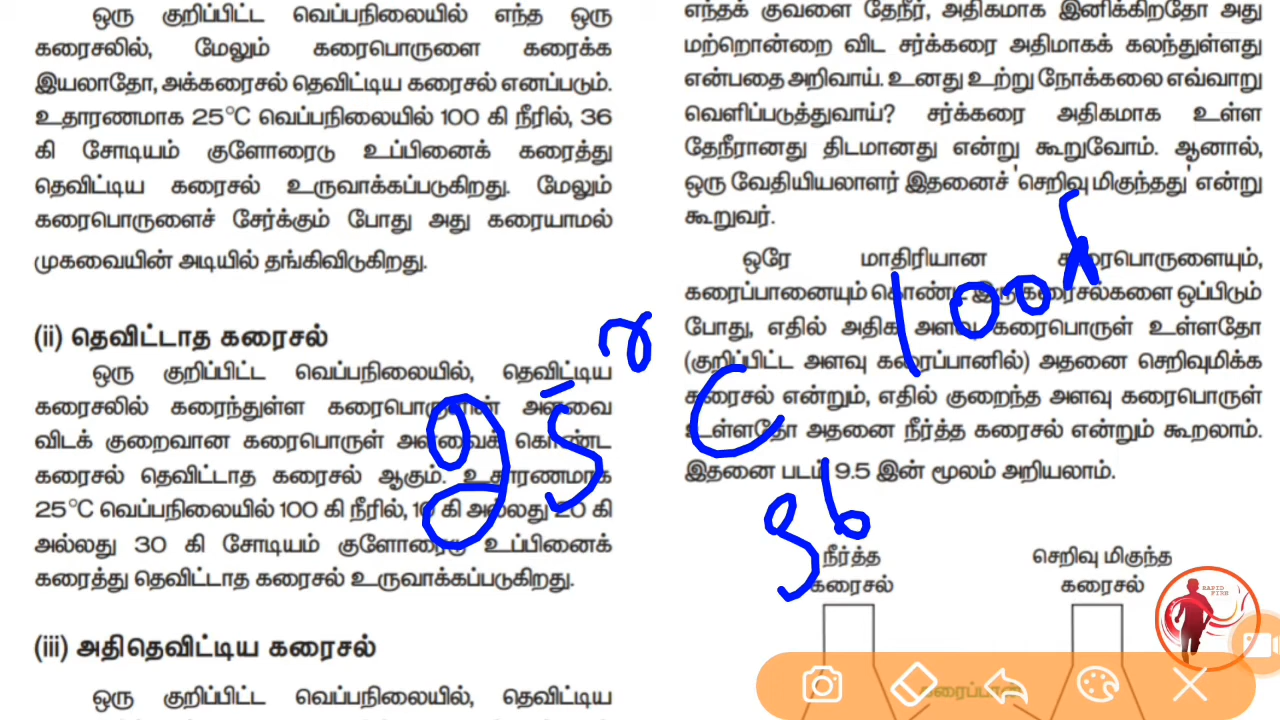 ஒரு குறிப்பிட்ட வெப்பநிலையில் எந்த ஒரு
கரைசலில், மேலும் கரைபொருளை கரைக்க
இயலாதோ, அக்கரைசல் தெவிட்டிய கரைசல் எனப்படும்.
உதாரணமாக 25°C வெப்பநிலையில் 100 கி நீரில், 36
கி சோடியம் குளோரைடு உப்பினைக் கரைத்து
தெவிட்டிய கரைசல் உருவாக்கப்படுகிறது. மேலும்
கரைபொருளைச் சேர்க்கும் போது அது கரையாமல்
முகவையின் அடியில் தங்கிவிடுகிறது.
(ii) தெவிட்டாத கரைசல்
ஒரு குறிப்பிட்ட வெப்பநிலையில், தெவிட்டிய
கரைசலில் கரைந்துள்ள கரைபொருளின் அளவை
விடக் குறைவான கரைபொருள் அளவைக் கொண்ட
கரைசல் தெவிட்டாத கரைசல் ஆகும். உதாரணமாக
25°C வெப்பநிலையில் 100 கி நீரில், 10 கி அல்லது 20 கி
அல்லது 30 கி சோடியம் குளோரைடு உப்பினைக்
கரைத்து தெவிட்டாத கரைசல் உருவாக்கப்படுகிறது.
(iii) அதிதெவிட்டிய கரைசல்
ஒரு குறிப்பிட்ட வெப்பநிலையில், தெவிட்டிய
எந்தக் குவளை தேநீர், அதிகமாக இனிக்கிறதோ அது
மற்றொன்றை விட சர்க்கரை அதிமாகக் கலந்துள்ளது
என்பதை அறிவாய். உனது உற்று நோக்கலை எவ்வாறு
வெளிப்படுத்துவாய்? சர்க்கரை அதிகமாக உள்ள
தேநீரானது திடமானது என்று கூறுவோம். ஆனால்,
ஒரு வேதியியலாளர் இதனைச் 'செறிவு மிகுந்தது' என்று
கூறுவர்.
ஒரே மாதிரியான கரைபொருளையும்,
கரைப்பானையும் கொண்ட இரு கரைசல்களை ஒப்பிடும்
போது, எதில் அதிக அளவு கரைபொருள் உள்ளதோ
(குறிப்பிட்ட அளவு கரைப்பானில்) அதனை செறிவுமிக்க
கரைசல் என்றும், எதில் குறைந்த அளவு கரைபொருள்
உள்ளதோ அதனை நீர்த்த கரைசல் என்றும் கூறலாம்.
இதனை படம் 9.5 இன் மூலம் அறியலாம்.
100
C
நீர்த்த
கரைசல்
செறிவு மிகுந்த
கரைசல்
கரைப்பான்
RAPID
FIRE